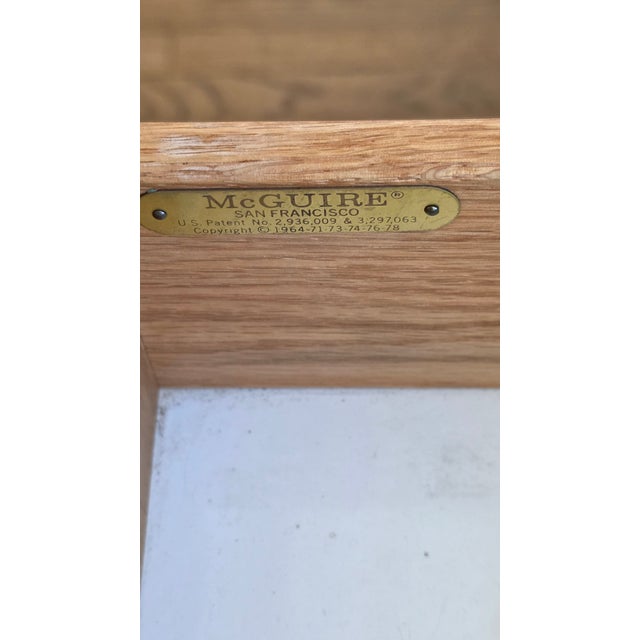 McGUIRE®
SAN FRANCISCO
U.S. Patent No. 2,936,009 & 3,297,063
Copyright © 1964-71-73-74-76-78